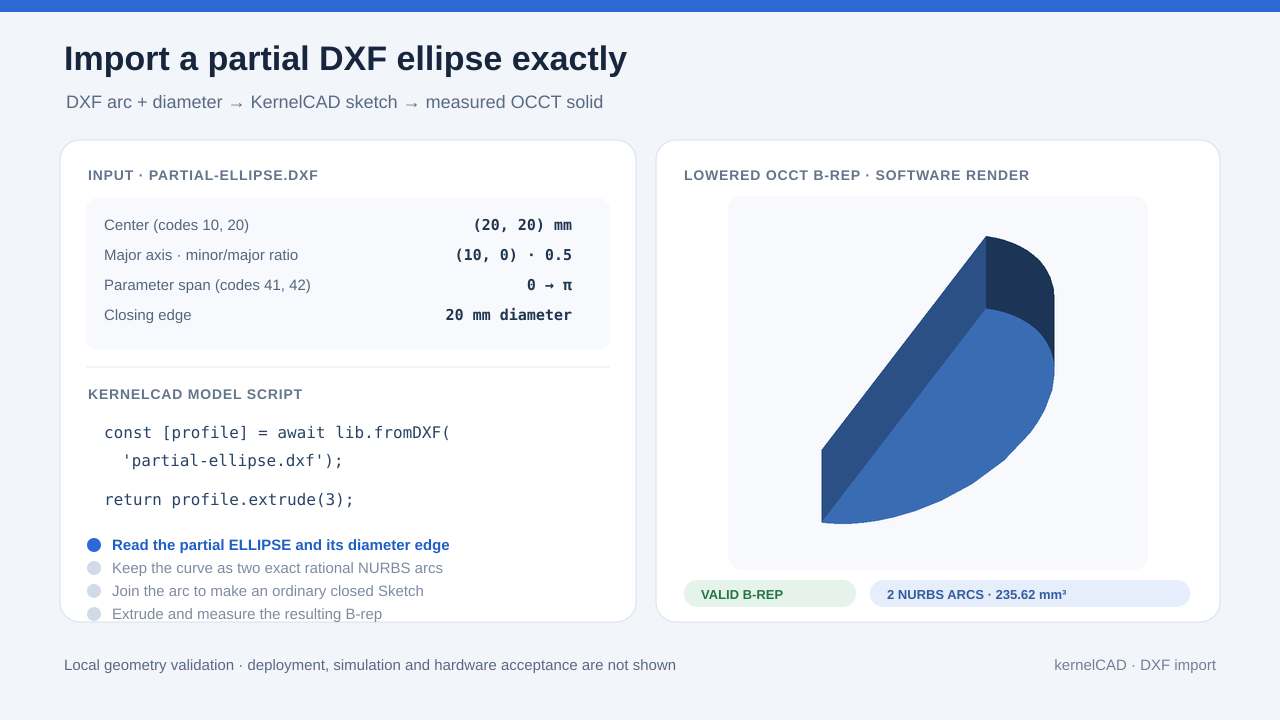 Import a partial DXF ellipse exactly
DXF arc + diameter → KernelCAD sketch → measured OCCT solid
INPUT · PARTIAL-ELLIPSE.DXF
Center (codes 10, 20) (20, 20) mm
Major axis · minor/major ratio (10, 0) · 0.5
Parameter span (codes 41, 42) 0 → π
Closing edge 20 mm diameter
KERNELCAD MODEL SCRIPT
const [profile] = await lib.fromDXF(
'partial-ellipse.dxf');
return profile.extrude(3);
Read the partial ELLIPSE and its diameter edge
Keep the curve as two exact rational NURBS arcs
Join the arc to make an ordinary closed Sketch
Extrude and measure the resulting B-rep
LOWERED OCCT B-REP · SOFTWARE RENDER
VALID B-REP
2 NURBS ARCS · 235.62 mm³
Local geometry validation · deployment, simulation and hardware acceptance are not shown
kernelCAD · DXF import